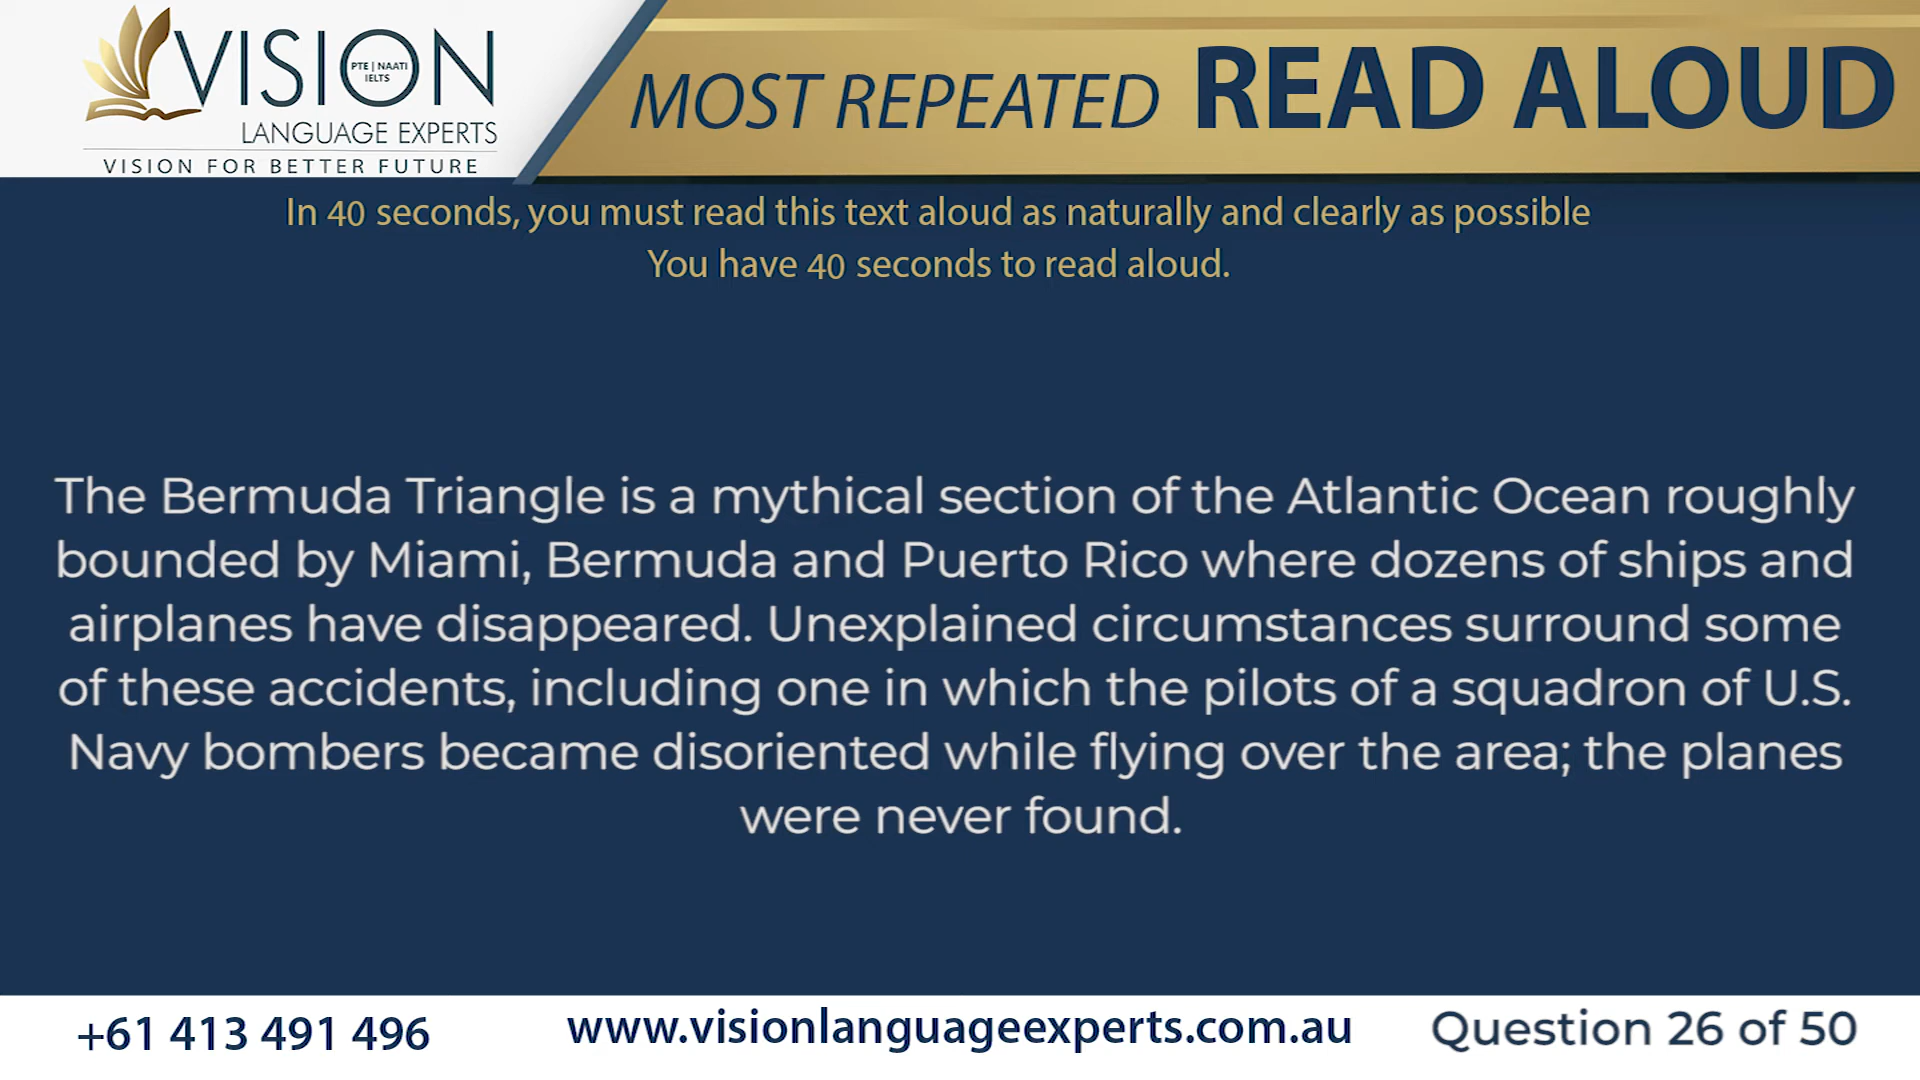 VISION
PTE | NAATI
IELTS
LANGUAGE EXPERTS
VISION FOR BETTER FUTURE
MOST REPEATED READ ALOUD
In 40 seconds, you must read this text aloud as naturally and clearly as possible
You have 40 seconds to read aloud.
The Bermuda Triangle is a mythical section of the Atlantic Ocean roughly
bounded by Miami, Bermuda and Puerto Rico where dozens of ships and
airplanes have disappeared. Unexplained circumstances surround some
of these accidents, including one in which the pilots of a squadron of U.S.
Navy bombers became disoriented while flying over the area; the planes
were never found.
+61 413 491 496
www.visionlanguageexperts.com.au
Question 26 of 50